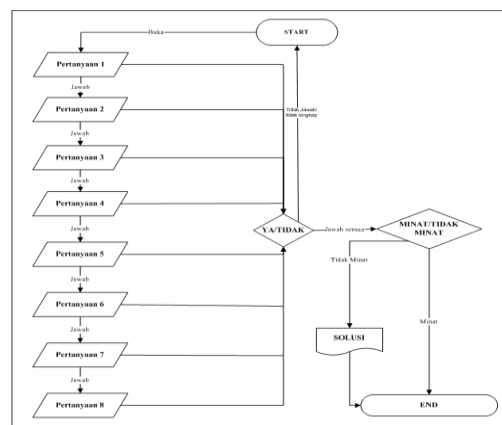 Buka
START
Pertanyaan 1
Jawab
Tidak Jawab/
tidak lengkap
Pertanyaan 2
Jawab
Pertanyaan 3
Jawab
Pertanyaan 4
Jawab
YA/TIDAK
Jawab semua
MINAT/TIDAK
MINAT
Pertanyaan 5
Tidak Minat
Jawab
Pertanyaan 6
Minat
Jawab
SOLUSI
Pertanyaan 7
Jawab
Pertanyaan 8
END